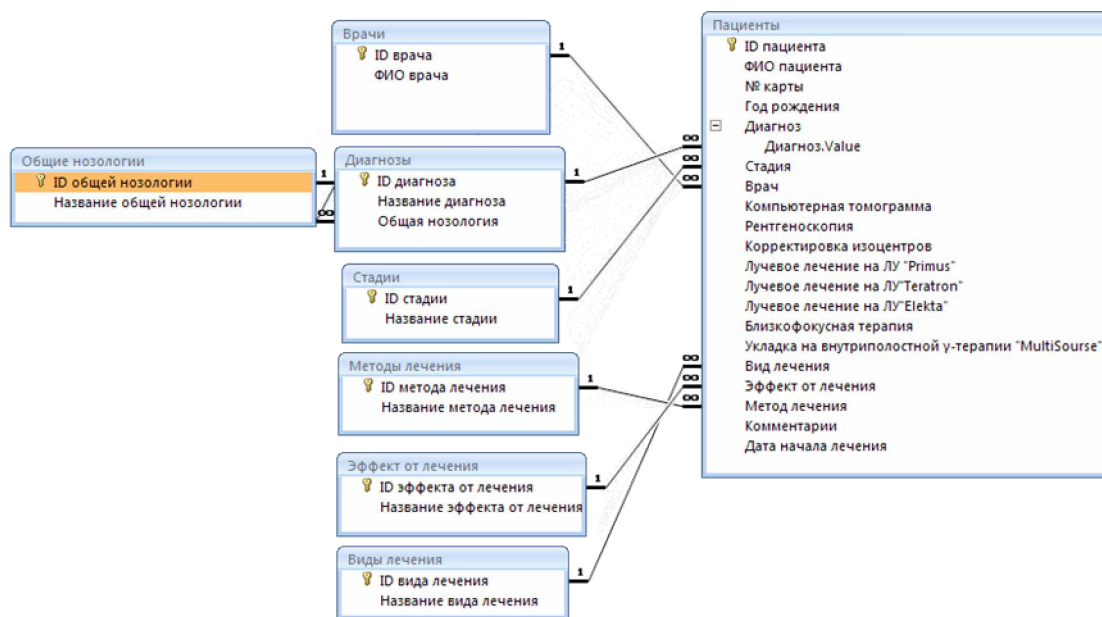 Врачи
ID врача
ФИО врача
Общие нозологии
ID общей нозологии
Название общей нозологии
Диагнозы
ID диагноза
Название диагноза
Общая нозология
Стадии
ID стадии
Название стадии
Методы лечения
ID метода лечения
Название метода лечения
Эффект от лечения
ID эффекта от лечения
Название эффекта от лечения
Виды лечения
ID вида лечения
Название вида лечения
Пациенты
ID пациента
ФИО пациента
№ карты
Год рождения
Диагноз
Диагноз.Value
Стадия
Врач
Компьютерная томограмма
Рентгеноскопия
Корректировка изоцентров
Лучевое лечение на ЛУ "Primus"
Лучевое лечение на ЛУ"Teratron"
Лучевое лечение на ЛУ"Elekta"
Близкофокусная терапия
Укладка на внутриполостной γ-терапии "MultiSourse"
Вид лечения
Эффект от лечения
Метод лечения
Комментарии
Дата начала лечения
1
∞
1
1
∞
1
∞
1
∞
1
∞
1
∞
1
∞